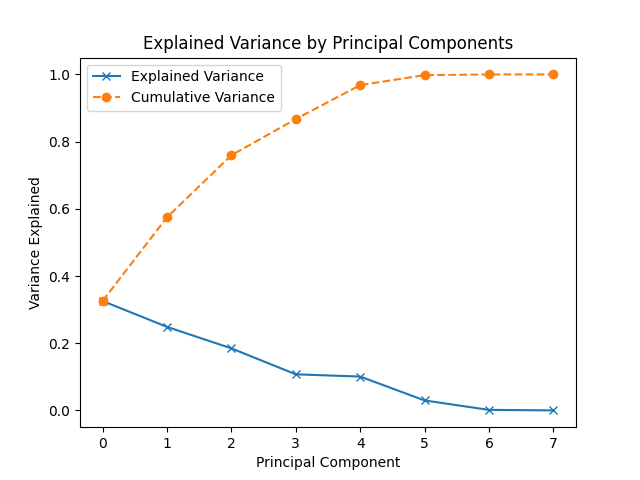 Explained Variance by Principal Components
Explained Variance
Cumulative Variance
Variance Explained
1.0
0.8
0.6
0.4
0.2
0.0
0 1 2 3 4 5 6 7
Principal Component